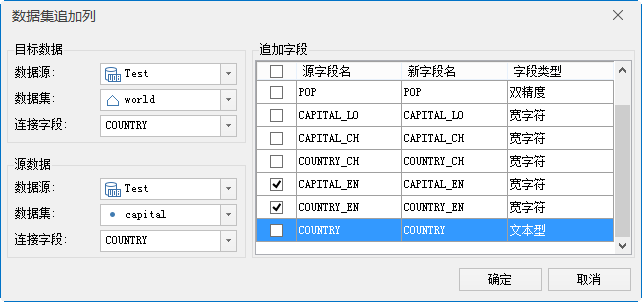 数据集追加列
目标数据
数据源: Test
数据集: world
连接字段: COUNTRY
源数据
数据源: Test
数据集: capital
连接字段: COUNTRY
追加字段
源字段名 新字段名 字段类型
POP POP 双精度
CAPITAL_LO CAPITAL_LO 宽字符
CAPITAL_CH CAPITAL_CH 宽字符
COUNTRY_CH COUNTRY_CH 宽字符
CAPITAL_EN CAPITAL_EN 宽字符
COUNTRY_EN COUNTRY_EN 宽字符
COUNTRY COUNTRY 文本型
确定 取消